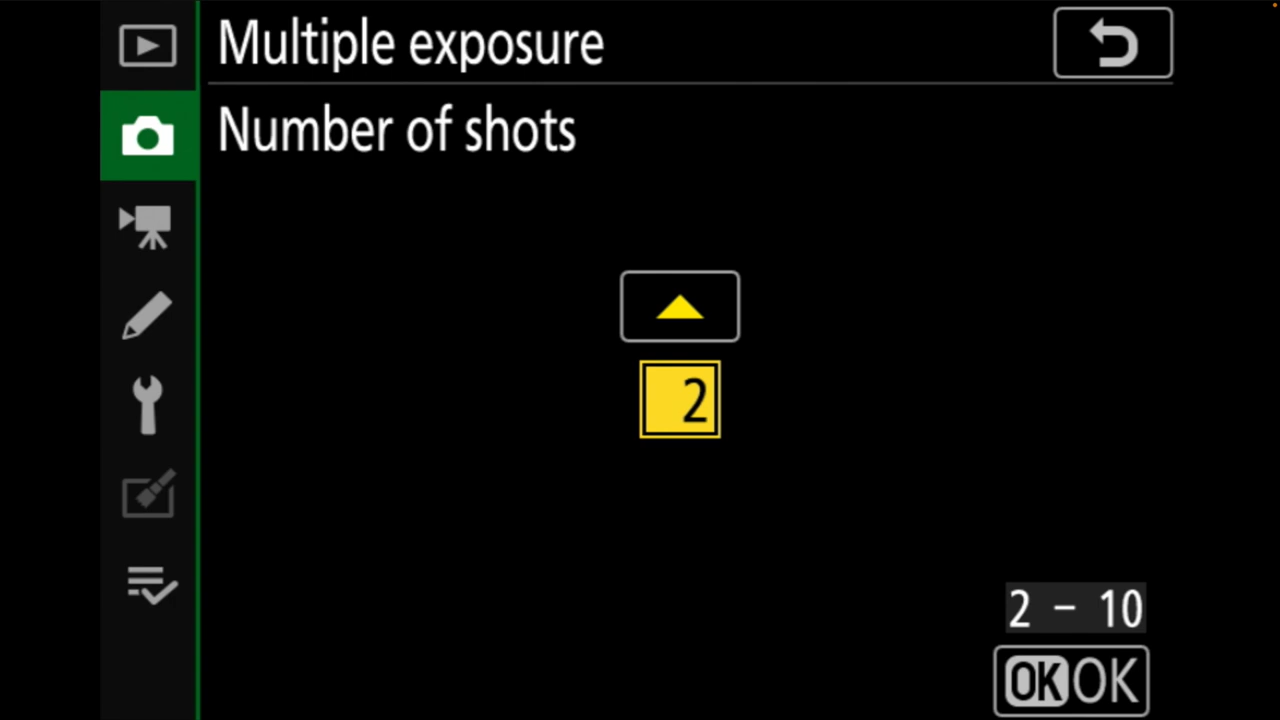 Multiple exposure
Number of shots
2
2 – 10
OK OK